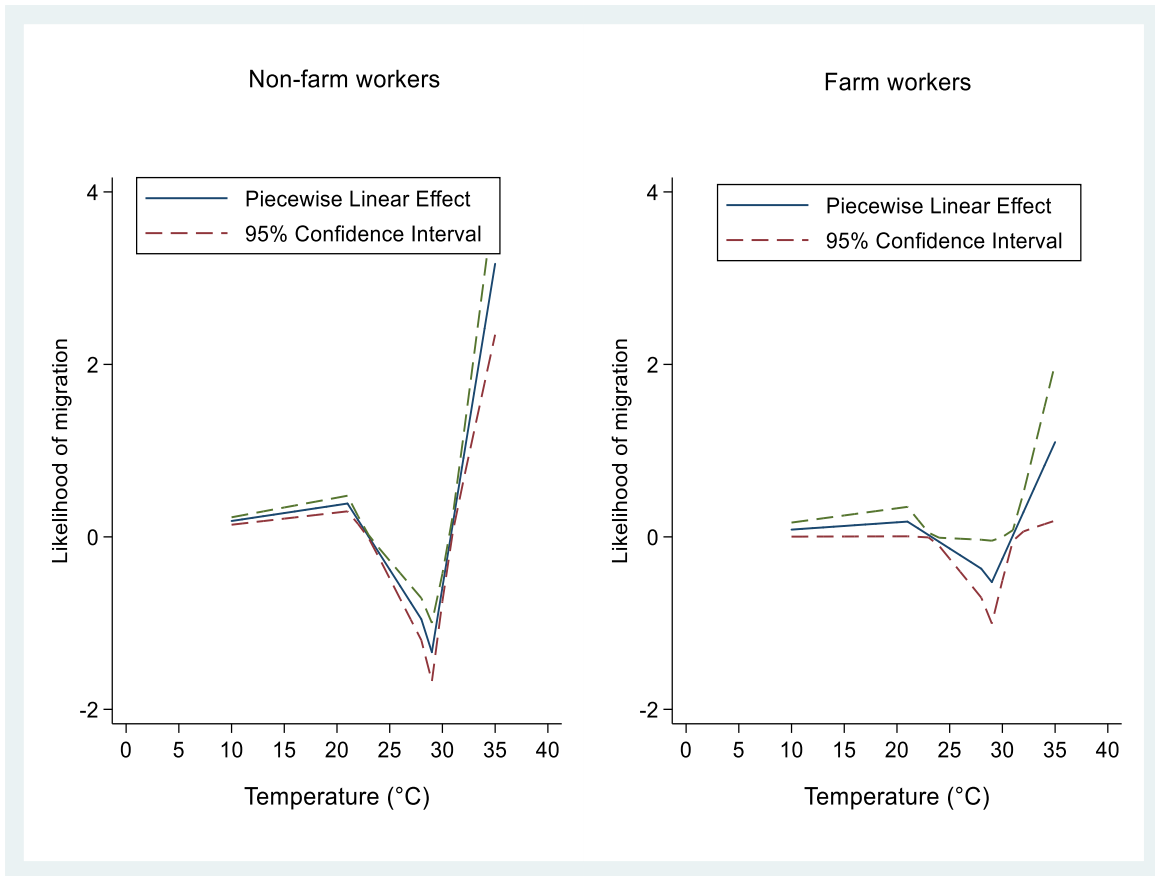 Non-farm workers
4
2
0
-2
Likelihood of migration
Piecewise Linear Effect
95% Confidence Interval
0 5 10 15 20 25 30 35 40
Temperature (°C)
Farm workers
4
2
0
-2
Likelihood of migration
Piecewise Linear Effect
95% Confidence Interval
0 5 10 15 20 25 30 35 40
Temperature (°C)